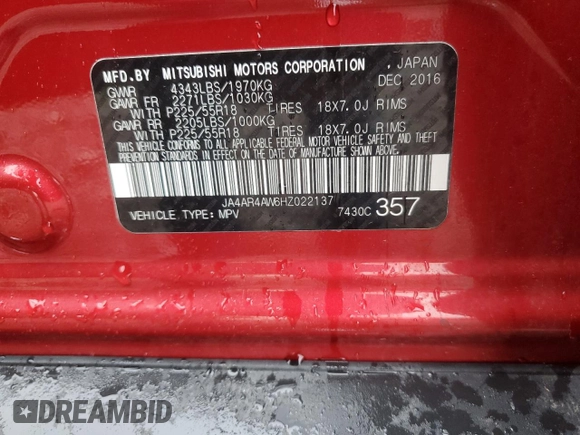 MFD.BY MITSUBISHI MOTORS CORPORATION . JAPAN
GVWR 4343LBS/1970KG DEC 2016
GAWR FR 2271LBS/1030KG
WITH P225/55R18 TIRES 18X7.0J RIMS
GAWR RR 2205LBS/1000KG
WITH P225/55R18 TIRES 18X7.0J RIMS
THIS VEHICLE CONFORMS TO ALL APPLICABLE FEDERAL MOTOR VEHICLE SAFETY AND THEFT
PREVENTION STANDARDS IN EFFECT ON THE DATE OF MANUFACTURE SHOWN ABOVE.
JA4AR4AW6HZ022137
VEHICLE TYPE: MPV 7430C 357
DREAMBID